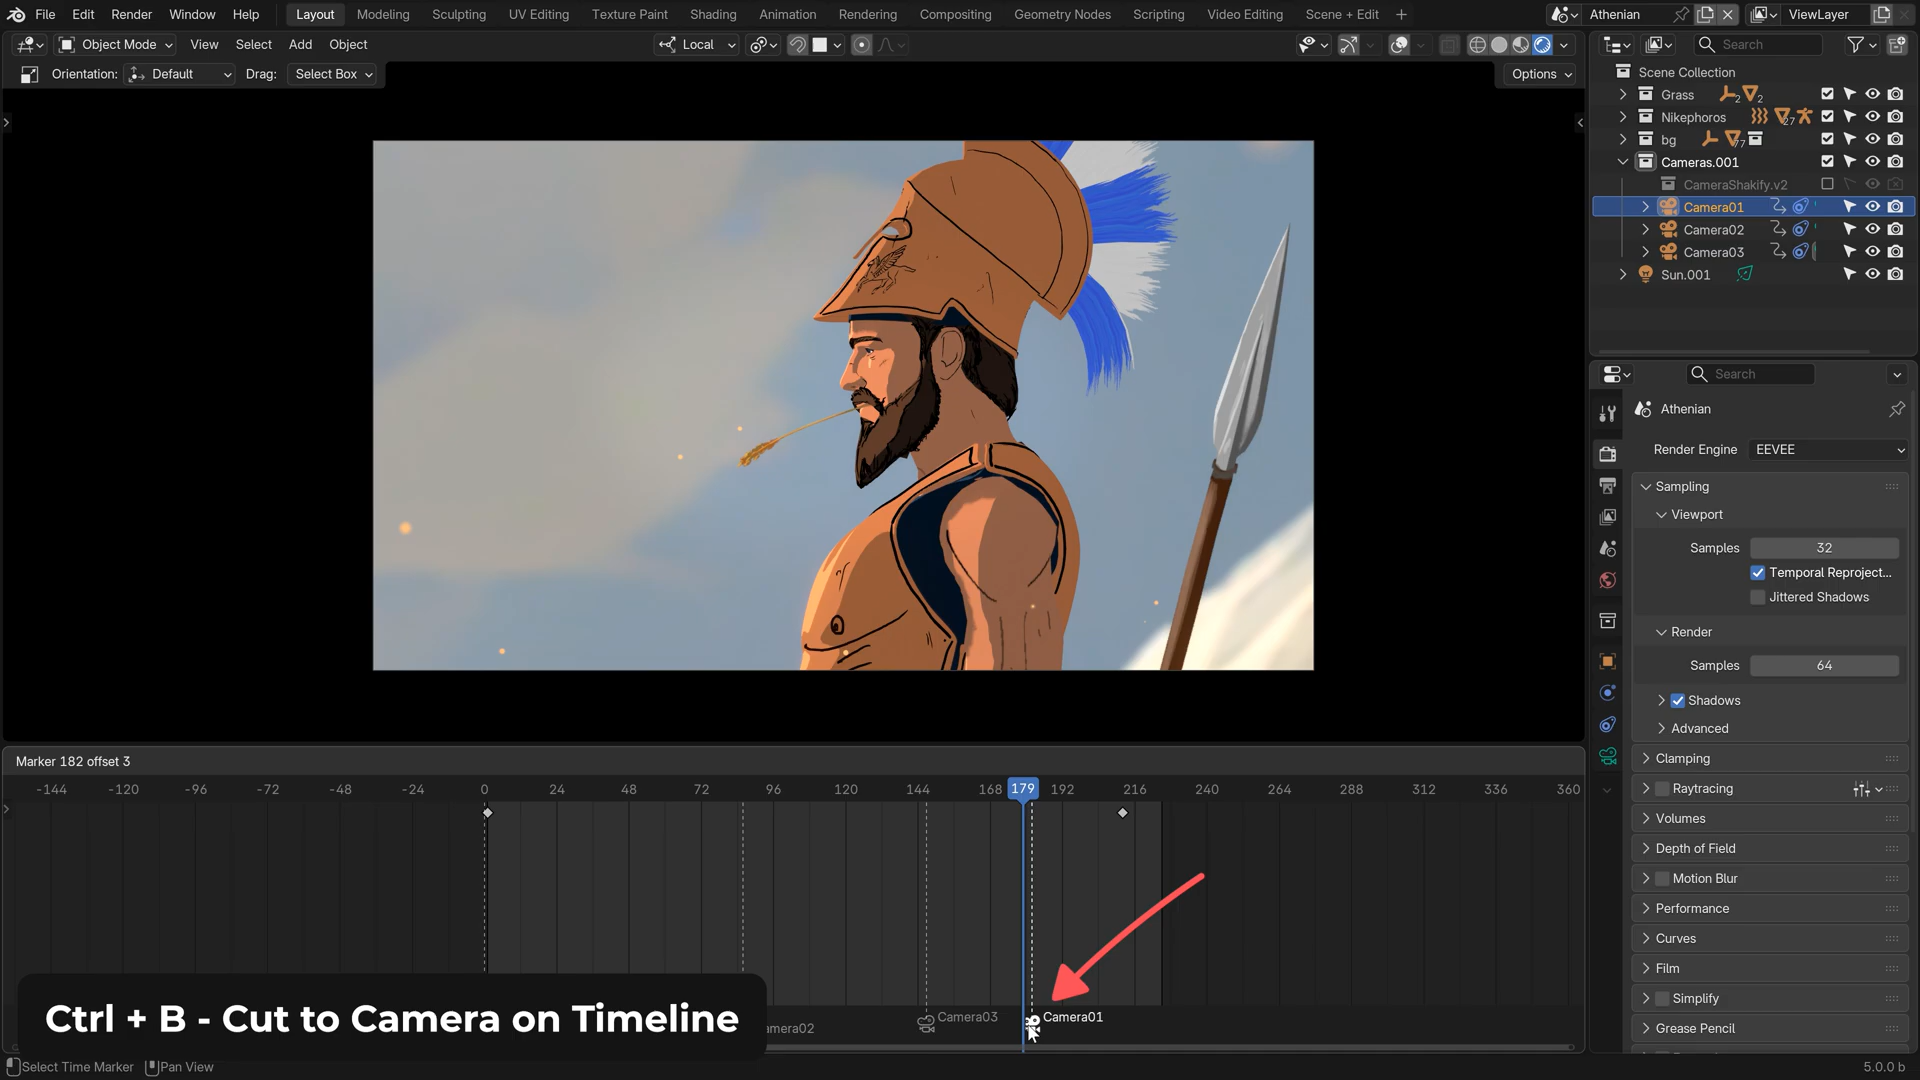 File Edit Render Window Help Layout Modeling Sculpting UV Editing Texture Paint Shading Animation Rendering Compositing Geometry Nodes Scripting Video Editing Scene + Edit Athenian ViewLayer
Object Mode View Select Add Object Local Search
Orientation: Default Drag: Select Box Options
Scene Collection
Grass 2 2
Nikephoros 27
bg 77
Cameras.001
CameraShakify.v2
Camera01
Camera02
Camera03
Sun.001
Search
Athenian
Render Engine EEVEE
Sampling
Viewport
Samples 32
Temporal Reproject...
Jittered Shadows
Render
Samples 64
Shadows
Advanced
Clamping
Raytracing
Volumes
Depth of Field
Motion Blur
Performance
Curves
Film
Simplify
Grease Pencil
Marker 182 offset 3
-144 -120 -96 -72 -48 -24 0 24 48 72 96 120 144 168 179 192 216 240 264 288 312 336 360
Camera03 Camera01
amera02
Ctrl + B - Cut to Camera on Timeline
Select Time Marker Pan View 5.0.0 b